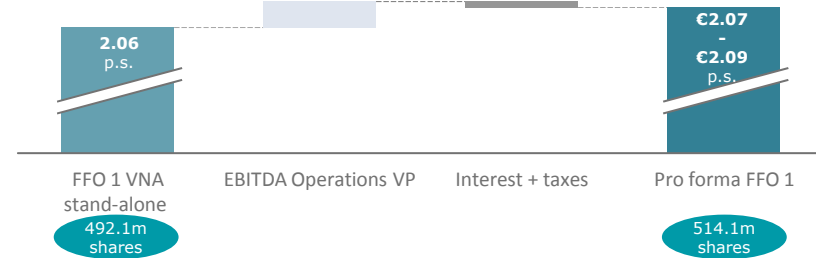 2.06
p.s.
€2.07
-
€2.09
p.s.
FFO 1 VNA
stand-alone
EBITDA Operations VP
Interest + taxes
Pro forma FFO 1
492.1m
shares
514.1m
shares